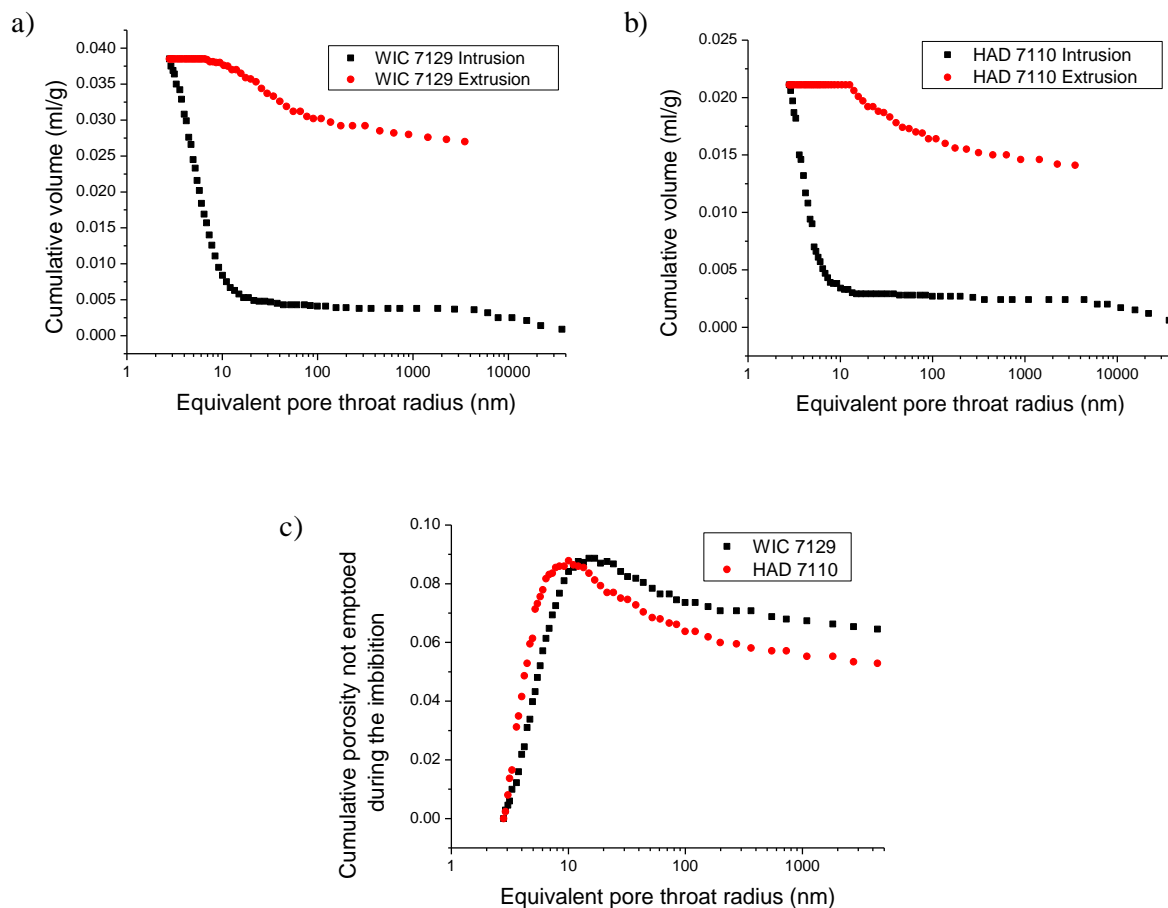 a)
WIC 7129 Intrusion
WIC 7129 Extrusion
0.040
0.035
0.030
0.025
0.020
0.015
0.010
0.005
0.000
Cumulative volume (ml/g)
1
10
100
1000
10000
Equivalent pore throat radius (nm)
b)
HAD 7110 Intrusion
HAD 7110 Extrusion
0.025
0.020
0.015
0.010
0.005
0.000
Cumulative volume (ml/g)
1
10
100
1000
10000
Equivalent pore throat radius (nm)
c)
WIC 7129
HAD 7110
0.10
0.08
0.06
0.04
0.02
0.00
Cumulative porosity not emptoed
during the imbibition
1
10
100
1000
Equivalent pore throat radius (nm)